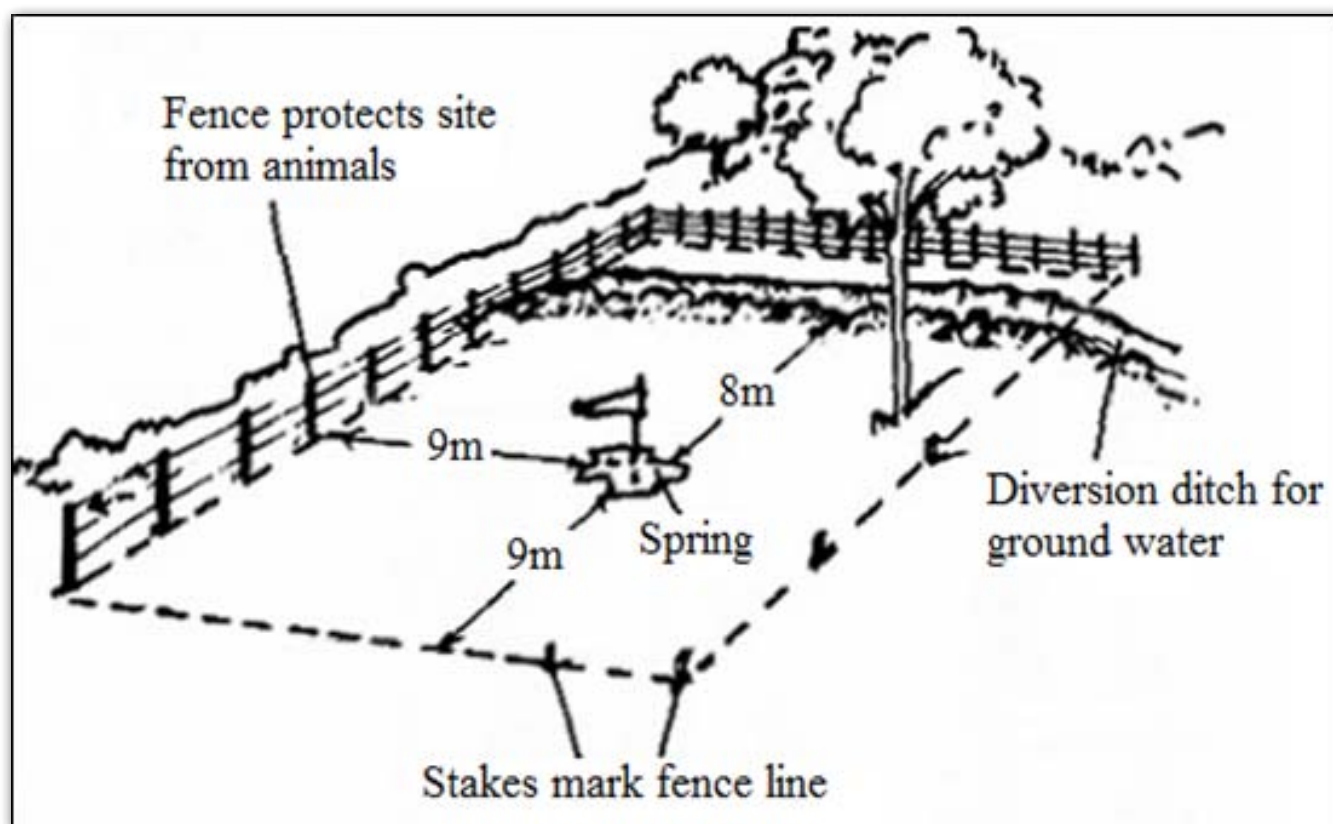 Fence protects site
from animals
8m
9m
Spring
9m
Diversion ditch for
ground water
Stakes mark fence line